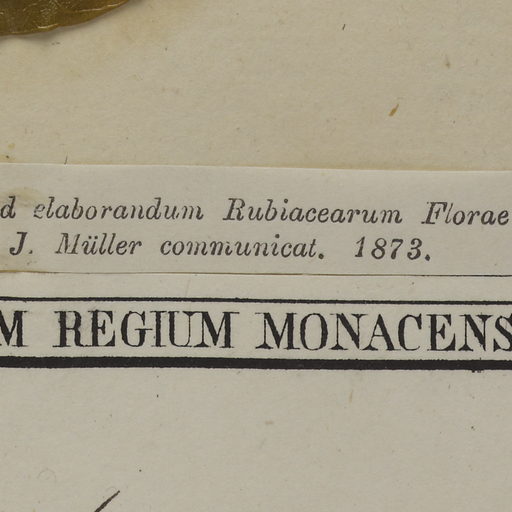 d elaborandum Rubiacearum Florae
J. Müller communicat. 1873.
M REGIUM MONACENS